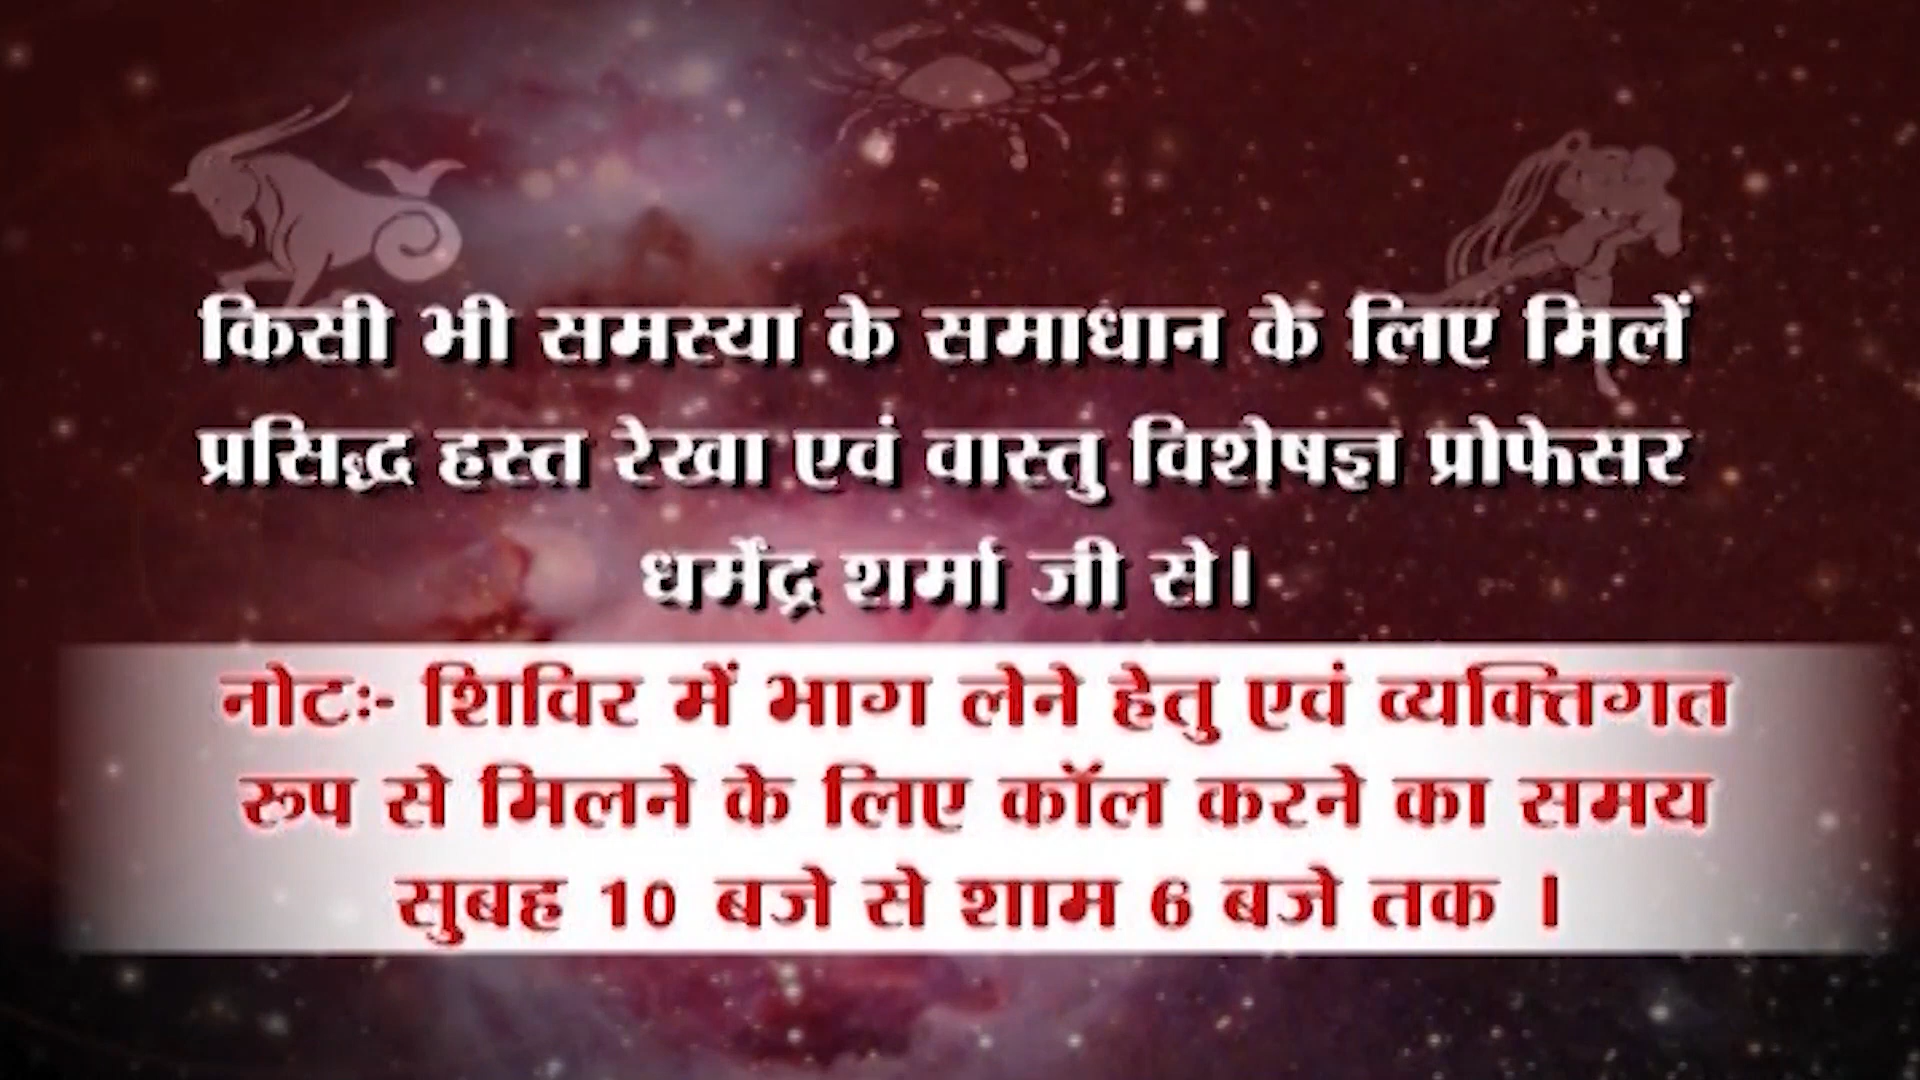 किसी भी समस्या के समाधान के लिए मिलें
प्रसिद्ध हस्त रेखा एवं वास्तु विशेषज्ञ प्रोफेसर
धर्मेंद्र शर्मा जी से।
नोटः- शिविर में भाग लेने हेतु एवं व्यक्तिगत
रुप से मिलने के लिए कॉल करने का समय
सुबह 10 बजे से शाम 6 बजे तक ।